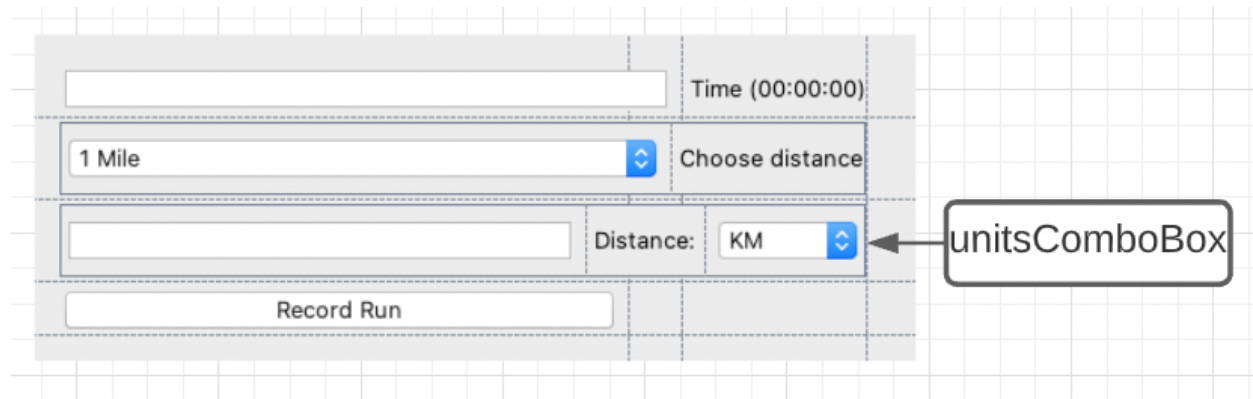 Time (00:00:00)
1 Mile
Choose distance
Distance:
KM
unitsComboBox
Record Run